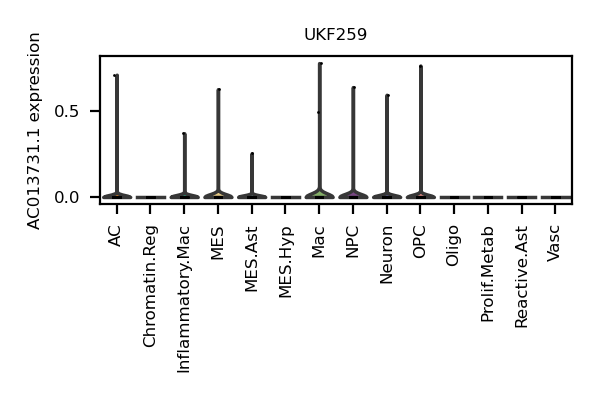 UKF259
AC013731.1 expression
0.5
0.0
AC
Chromatin.Reg
Inflammatory.Mac
MES
MES.Ast
MES.Hyp
Mac
NPC
Neuron
OPC
Oligo
Prolif.Metab
Reactive.Ast
Vasc